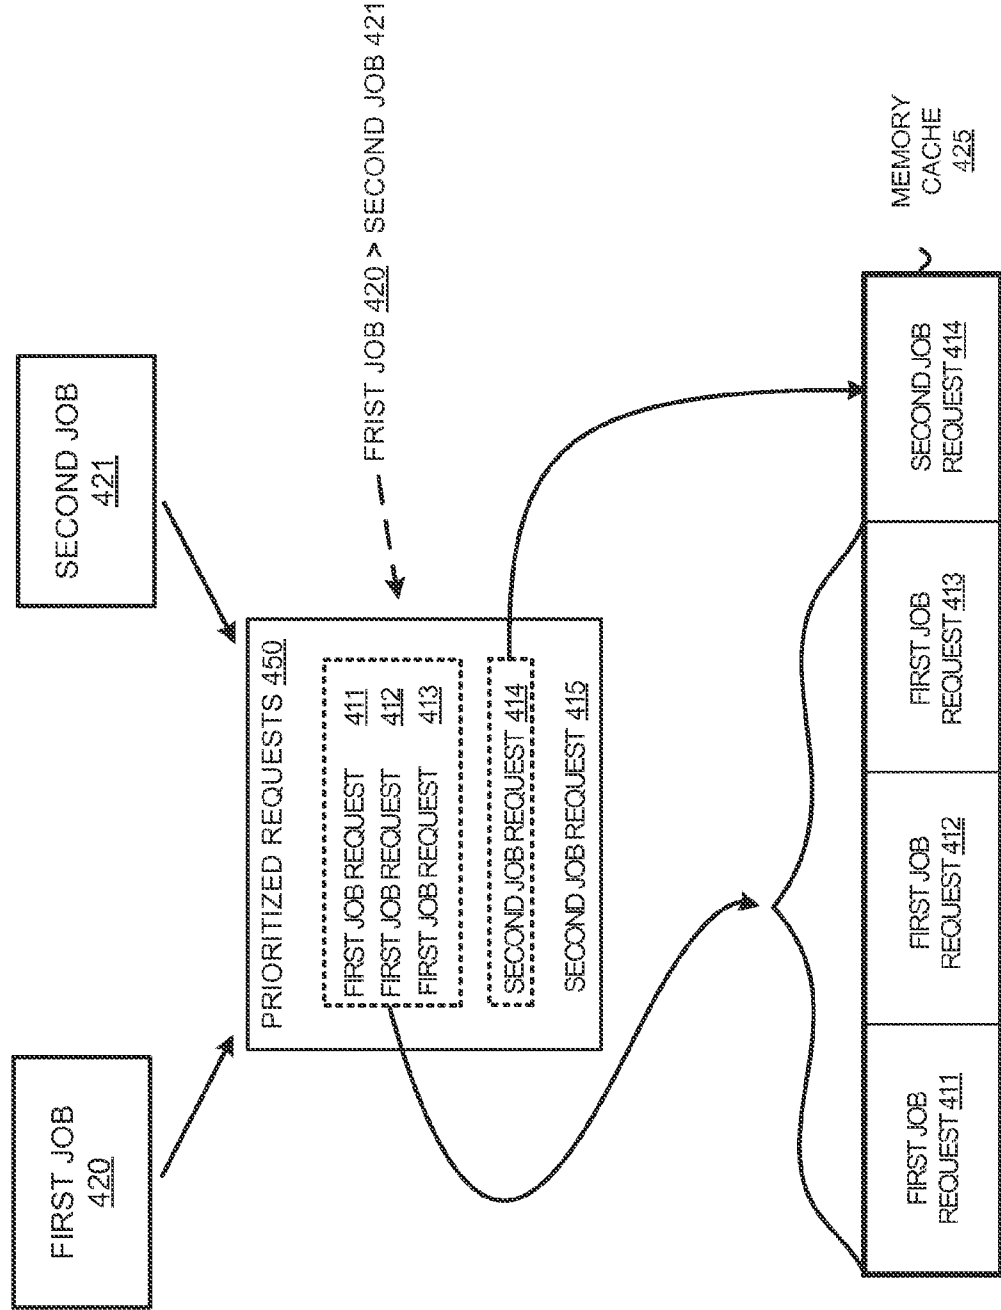 FIRST JOB
420
SECOND JOB
421
PRIORITIZED REQUESTS 450
FIRST JOB REQUEST 411
FIRST JOB REQUEST 412
FIRST JOB REQUEST 413
SECOND JOB REQUEST 414
SECOND JOB REQUEST 415
FRIST JOB 420 > SECOND JOB 421
FIRST JOB
REQUEST 411
FIRST JOB
REQUEST 412
FIRST JOB
REQUEST 413
SECOND JOB
REQUEST 414
MEMORY
CACHE
425